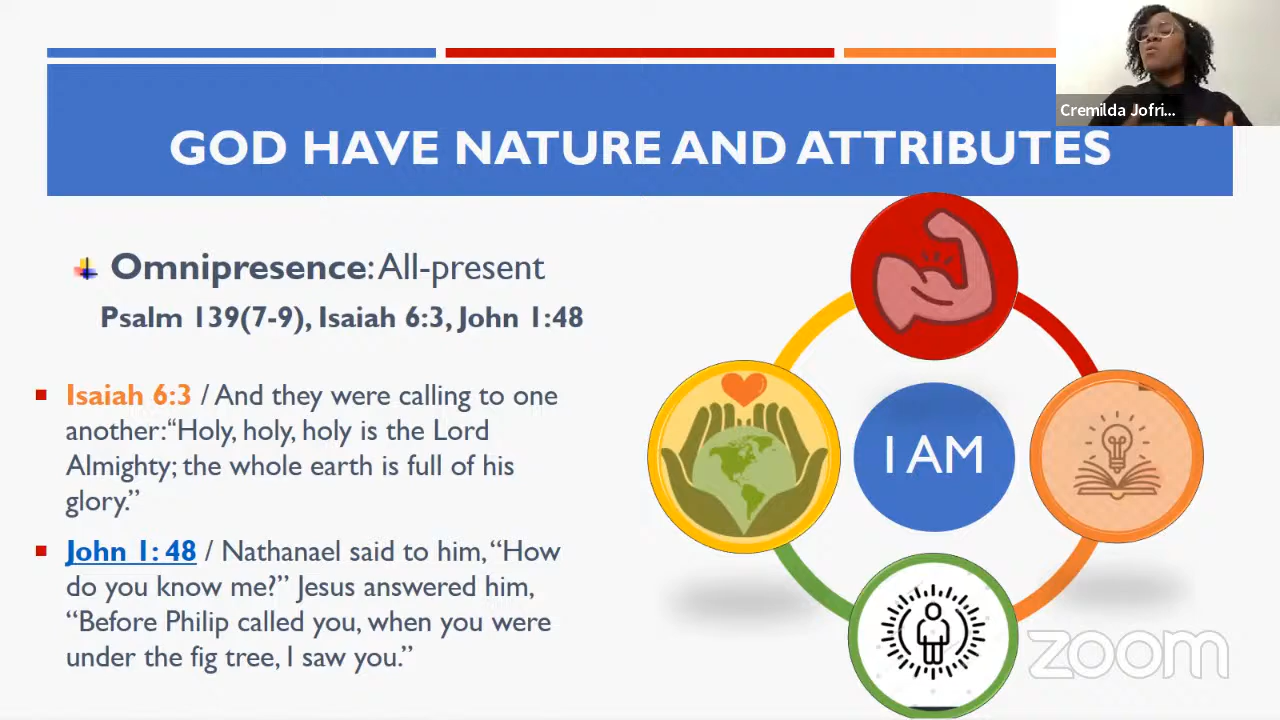 Cremilda Jofri...
GOD HAVE NATURE AND ATTRIBUTES
Omnipresence: All-present
Psalm 139(7-9), Isaiah 6:3, John 1:48
Isaiah 6:3 / And they were calling to one
another: “Holy, holy, holy is the Lord
Almighty; the whole earth is full of his
glory.”
John 1: 48 / Nathanael said to him, “How
do you know me?” Jesus answered him,
“Before Philip called you, when you were
under the fig tree, I saw you.”
I AM
zoom